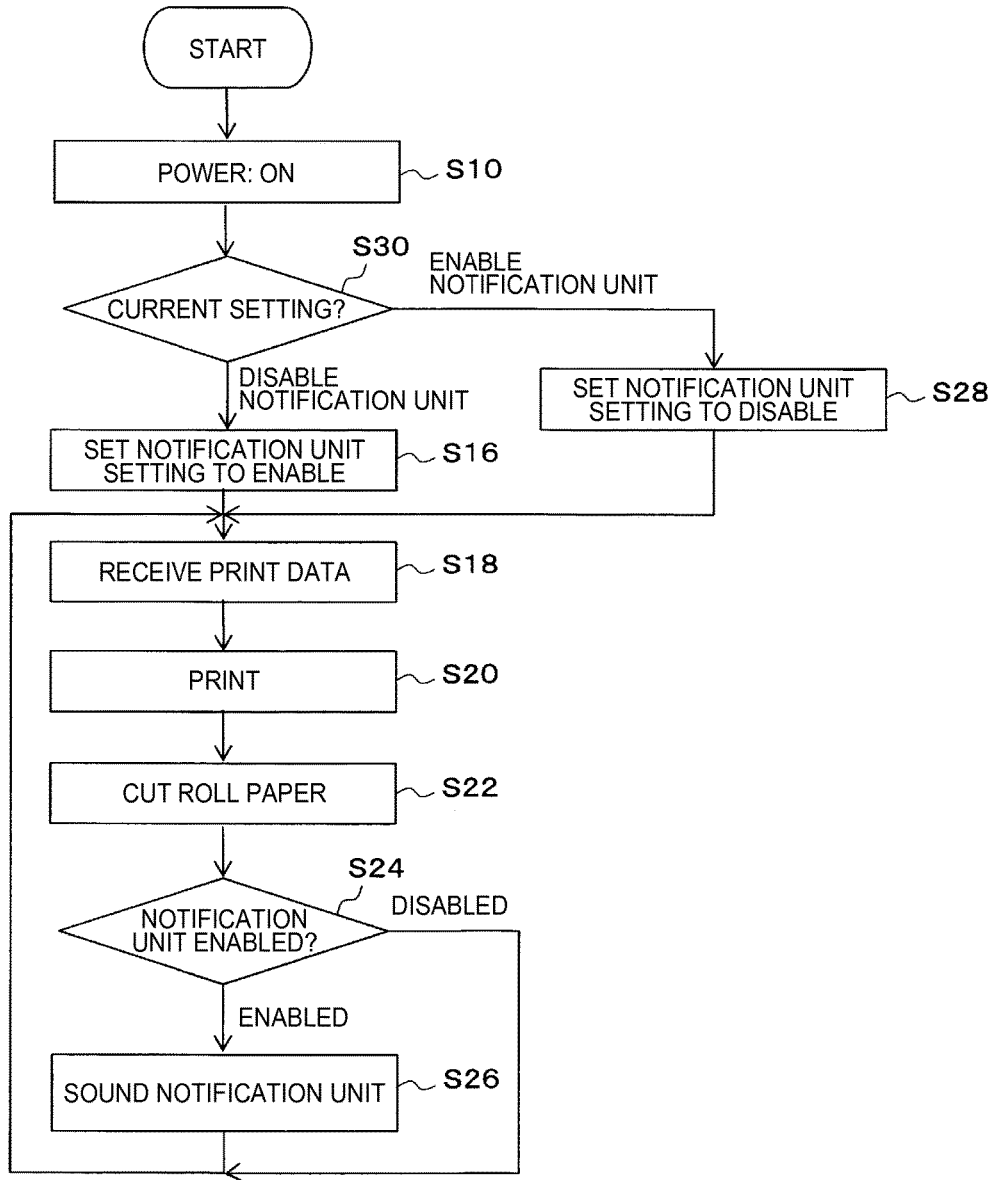 START
POWER: ON
S10
S30
ENABLE
NOTIFICATION UNIT
CURRENT SETTING?
DISABLE
NOTIFICATION UNIT
SET NOTIFICATION UNIT
SETTING TO DISABLE
S28
SET NOTIFICATION UNIT
SETTING TO ENABLE
S16
RECEIVE PRINT DATA
S18
PRINT
S20
CUT ROLL PAPER
S22
S24
DISABLED
NOTIFICATION
UNIT ENABLED?
ENABLED
SOUND NOTIFICATION UNIT
S26